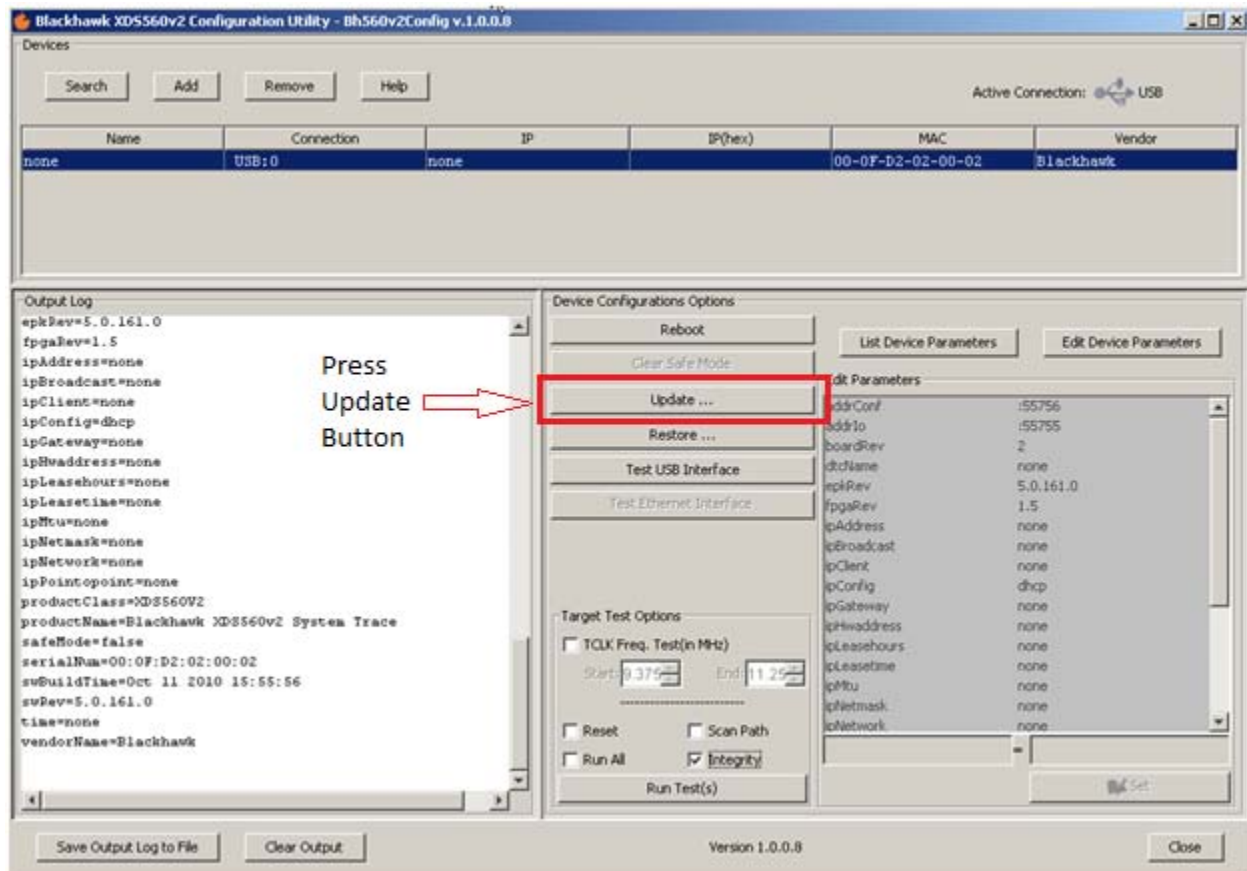 Blackhawk XDS560v2 Configuration Utility - Bh560v2Config v.1.0.0.8
Devices
Search Add Remove Help
Active Connection: USB
Name Connection IP IP(hex) MAC Vendor
none USB:0 none 00-0F-D2-02-00-02 Blackhawk
Output Log
epkRev=5.0.161.0
fpgaRev=1.5
ipAddress=none
ipBroadcast=none
ipClient=none
ipConfig=dhcp
ipGateway=none
ipHwaddress=none
ipLeasehours=none
ipLeasetime=none
ipMtu=none
ipNetmask=none
ipNetwork=none
ipPointopoint=none
productClass=XDS560V2
productName=Blackhawk XDS560v2 System Trace
safeMode=false
serialNum=00:0F:D2:02:00:02
swBuildTime=Oct 11 2010 15:55:56
swRev=5.0.161.0
time=none
vendorName=Blackhawk
Press
Update
Button
Device Configurations Options
Reboot
Clear Safe Mode
Update ...
Restore ...
Test USB Interface
Test Ethernet Interface
Target Test Options
TCLK Freq. Test(in MHz)
Start: 9.375 End: 11.25
-------------------------
Reset Scan Path
Run All Integrity
Run Test(s)
List Device Parameters Edit Device Parameters
Edit Parameters
addrConf :55756
addrIo :55755
boardRev 2
dtcName none
epkRev 5.0.161.0
fpgaRev 1.5
ipAddress none
ipBroadcast none
ipClient none
ipConfig dhcp
ipGateway none
ipHwaddress none
ipLeasehours none
ipLeasetime none
ipMtu none
ipNetmask none
ipNetwork none
=
Set
Save Output Log to File Clear Output
Version 1.0.0.8
Close